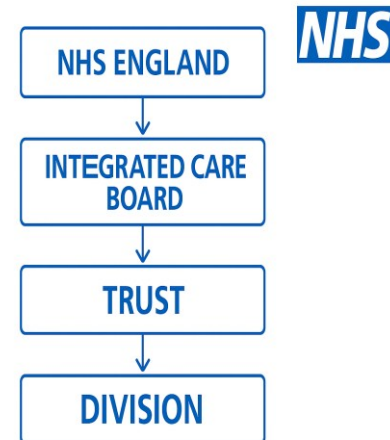 NHS
NHS ENGLAND
INTEGRATED CARE
BOARD
TRUST
DIVISION